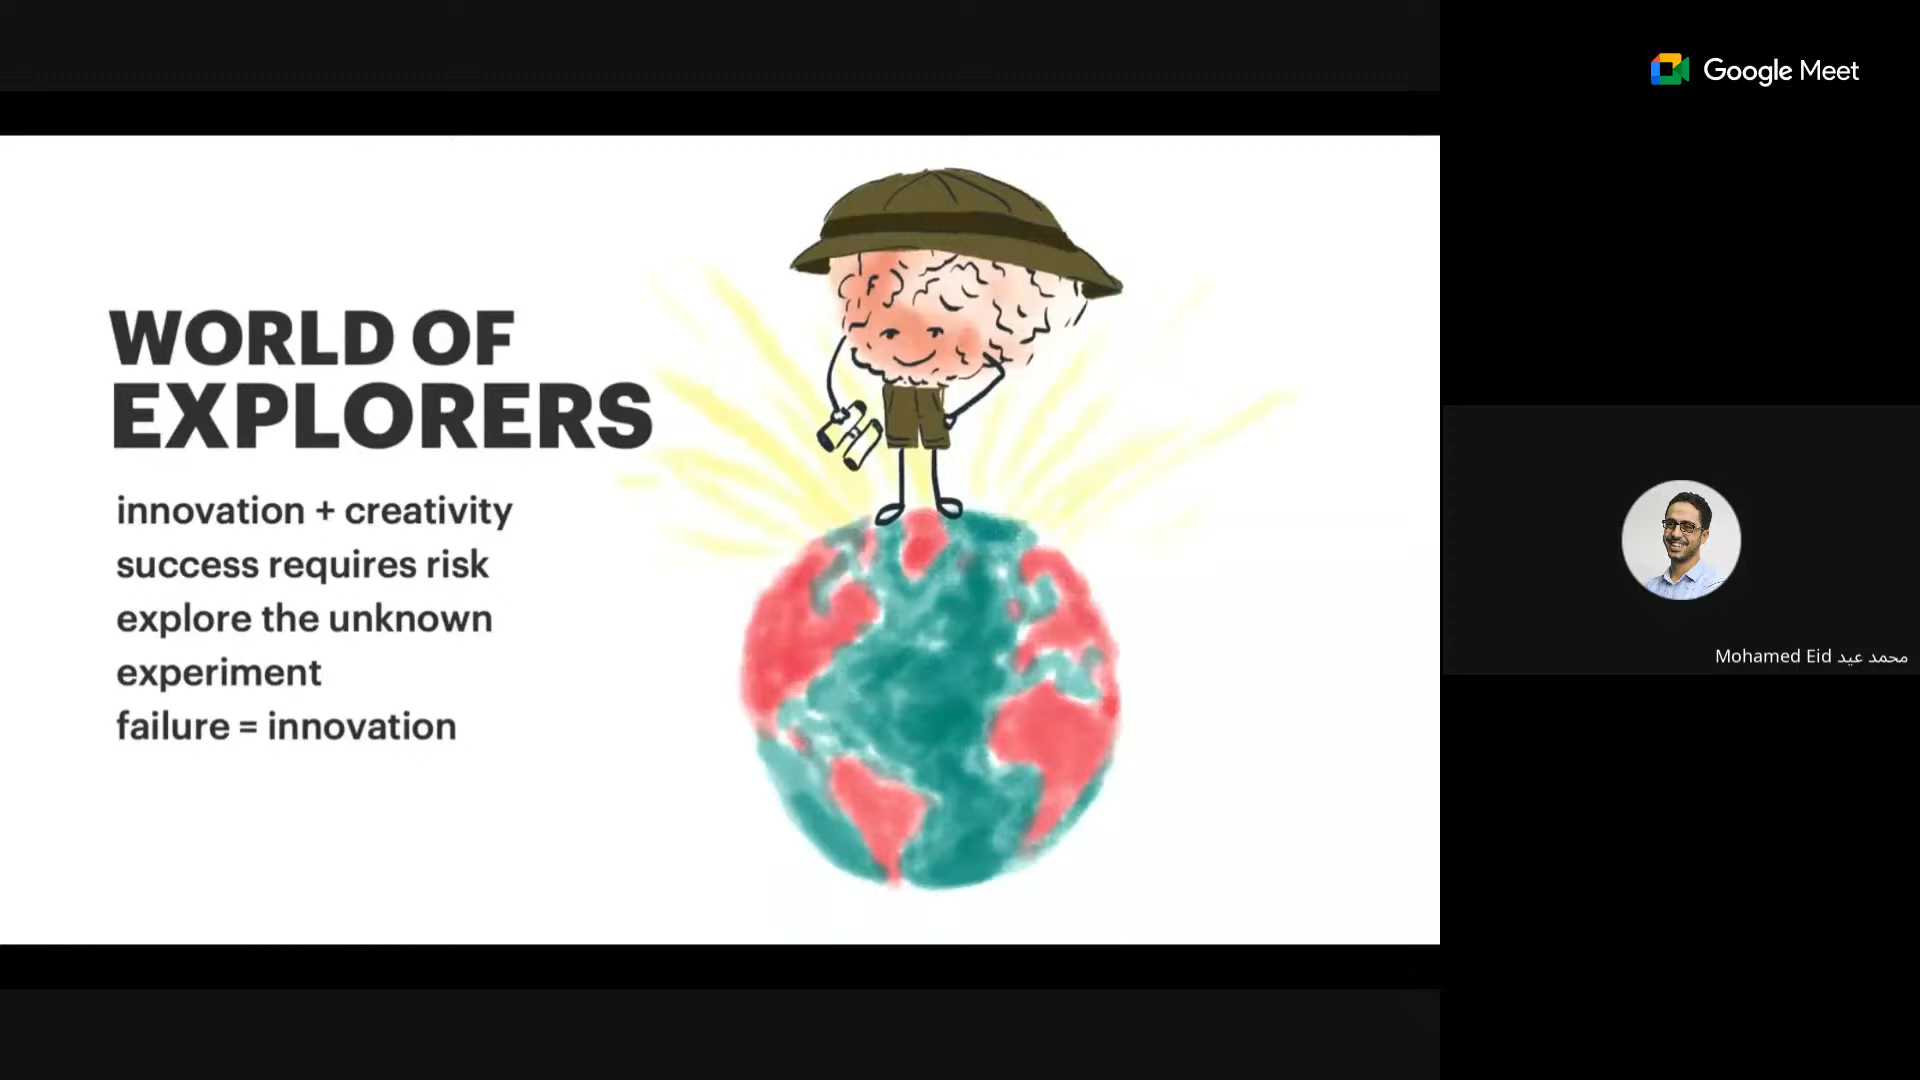 Google Meet
WORLD OF
EXPLORERS
innovation + creativity
success requires risk
explore the unknown
experiment
failure = innovation
Mohamed Eid محمد عيد